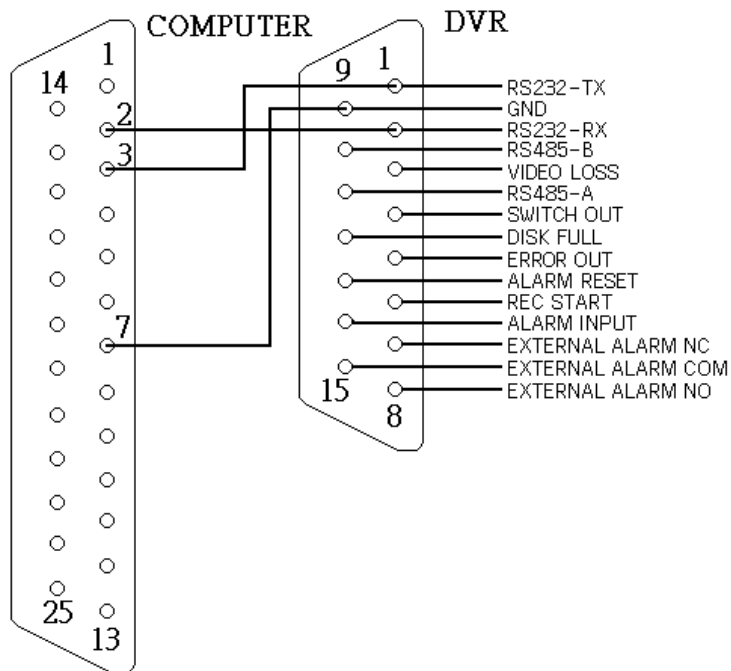 COMPUTER
DVR
1
14
2
3
7
25
13
9
1
15
8
RS232-TX
GND
RS232-RX
RS485-B
VIDEO LOSS
RS485-A
SWITCH OUT
DISK FULL
ERROR OUT
ALARM RESET
REC START
ALARM INPUT
EXTERNAL ALARM NC
EXTERNAL ALARM COM
EXTERNAL ALARM NO